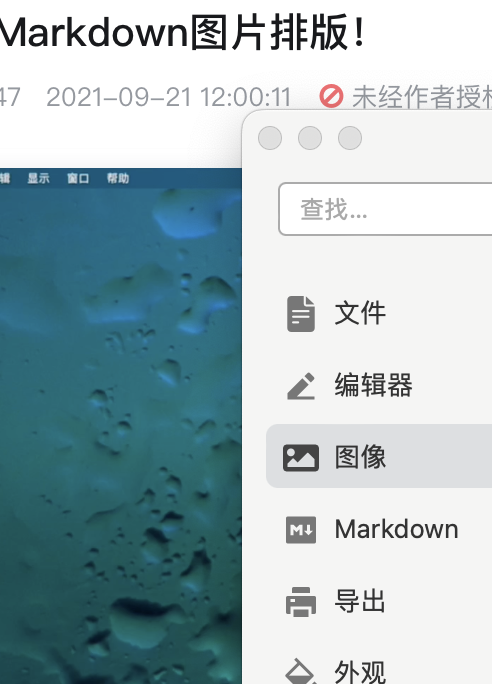 Markdown图片排版！
47 2021-09-21 12:00:11 未经作者授权
辑 显示 窗口 帮助
查找...
文件
编辑器
图像
M↓ Markdown
导出
外观